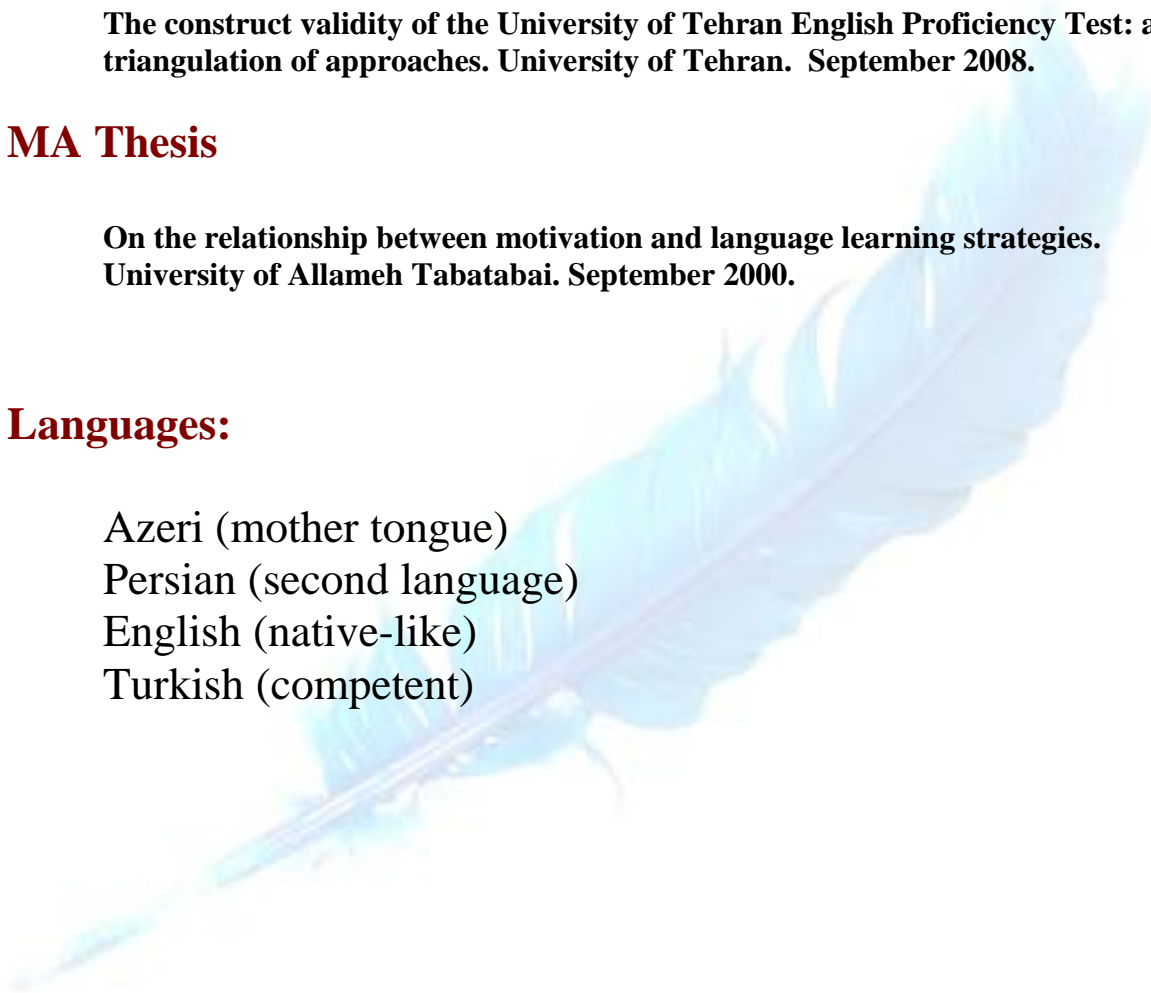 The construct validity of the University of Tehran English Proficiency Test: a
triangulation of approaches. University of Tehran. September 2008.
MA Thesis
On the relationship between motivation and language learning strategies.
University of Allameh Tabatabai. September 2000.
Languages:
Azeri (mother tongue)
Persian (second language)
English (native-like)
Turkish (competent)